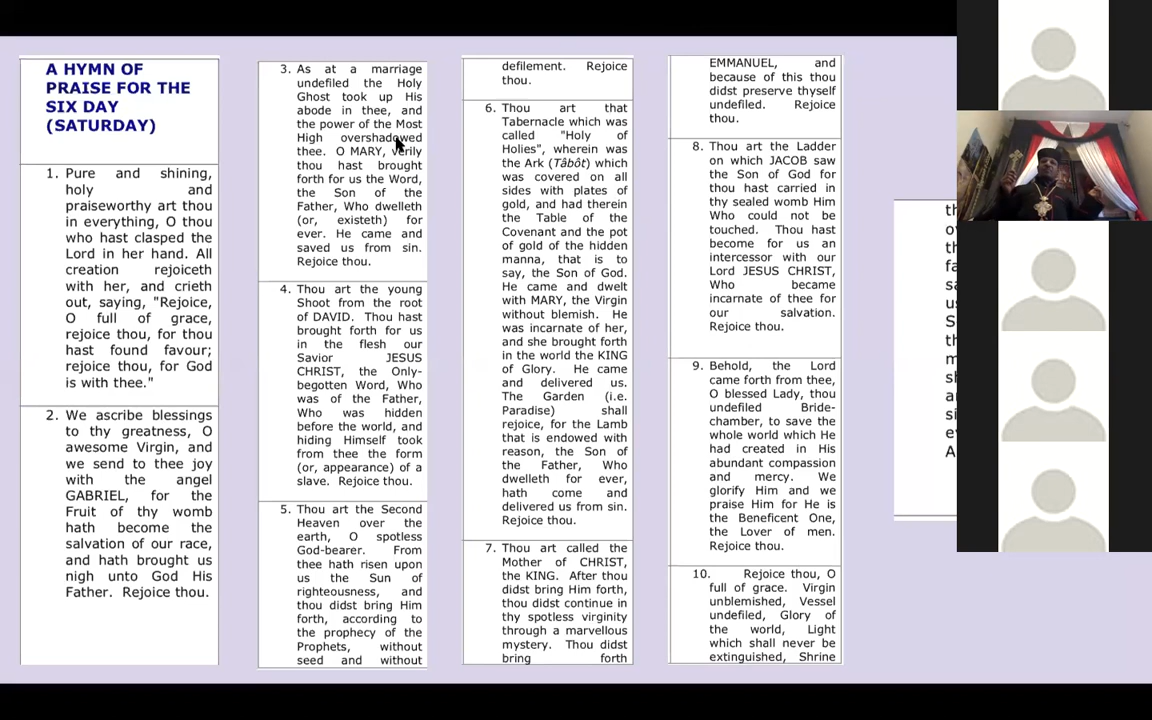 A HYMN OF
PRAISE FOR THE
SIX DAY
(SATURDAY)
1. Pure and shining,
holy and
praiseworthy art thou
in everything, O thou
who hast clasped the
Lord in her hand. All
creation rejoiceth
with her, and crieth
out, saying, "Rejoice,
O full of grace,
rejoice thou, for thou
hast found favour;
rejoice thou, for God
is with thee."
2. We ascribe blessings
to thy greatness, O
awesome Virgin, and
we send to thee joy
with the angel
GABRIEL, for the
Fruit of thy womb
hath become the
salvation of our race,
and hath brought us
nigh unto God His
Father. Rejoice thou.
3. As at a marriage
undefiled the Holy
Ghost took up His
abode in thee, and
the power of the Most
High overshadowed
thee. O MARY, verily
thou hast brought
forth for us the Word,
the Son of the
Father, Who dwelleth
(or, existeth) for
ever. He came and
saved us from sin.
Rejoice thou.
4. Thou art the young
Shoot from the root
of DAVID. Thou hast
brought forth for us
in the flesh our
Savior JESUS
CHRIST, the Only-
begotten Word, Who
was of the Father,
Who was hidden
before the world, and
hiding Himself took
from thee the form
(or, appearance) of a
slave. Rejoice thou.
5. Thou art the Second
Heaven over the
earth, O spotless
God-bearer. From
thee hath risen upon
us the Sun of
righteousness, and
thou didst bring Him
forth, according to
the prophecy of the
Prophets, without
seed and without
defilement. Rejoice
thou.
6. Thou art that
Tabernacle which was
called "Holy of
Holies", wherein was
the Ark (Tâbôt) which
was covered on all
sides with plates of
gold, and had therein
the Table of the
Covenant and the pot
of gold of the hidden
manna, that is to
say, the Son of God.
He came and dwelt
with MARY, the Virgin
without blemish. He
was incarnate of her,
and she brought forth
in the world the KING
of Glory. He came
and delivered us.
The Garden (i.e.
Paradise) shall
rejoice, for the Lamb
that is endowed with
reason, the Son of
the Father, Who
dwelleth for ever,
hath come and
delivered us from sin.
Rejoice thou.
7. Thou art called the
Mother of CHRIST,
the KING. After thou
didst bring Him forth,
thou didst continue in
thy spotless virginity
through a marvellous
mystery. Thou didst
bring forth
EMMANUEL, and
because of this thou
didst preserve thyself
undefiled. Rejoice
thou.
8. Thou art the Ladder
on which JACOB saw
the Son of God for
thou hast carried in
thy sealed womb Him
Who could not be
touched. Thou hast
become for us an
intercessor with our
Lord JESUS CHRIST,
Who became
incarnate of thee for
our salvation.
Rejoice thou.
9. Behold, the Lord
came forth from thee,
O blessed Lady, thou
undefiled Bride-
chamber, to save the
whole world which He
had created in His
abundant compassion
and mercy. We
glorify Him and we
praise Him for He is
the Beneficent One,
the Lover of men.
Rejoice thou.
10. Rejoice thou, O
full of grace. Virgin
unblemished, Vessel
undefiled, Glory of
the world, Light
which shall never be
extinguished, Shrine